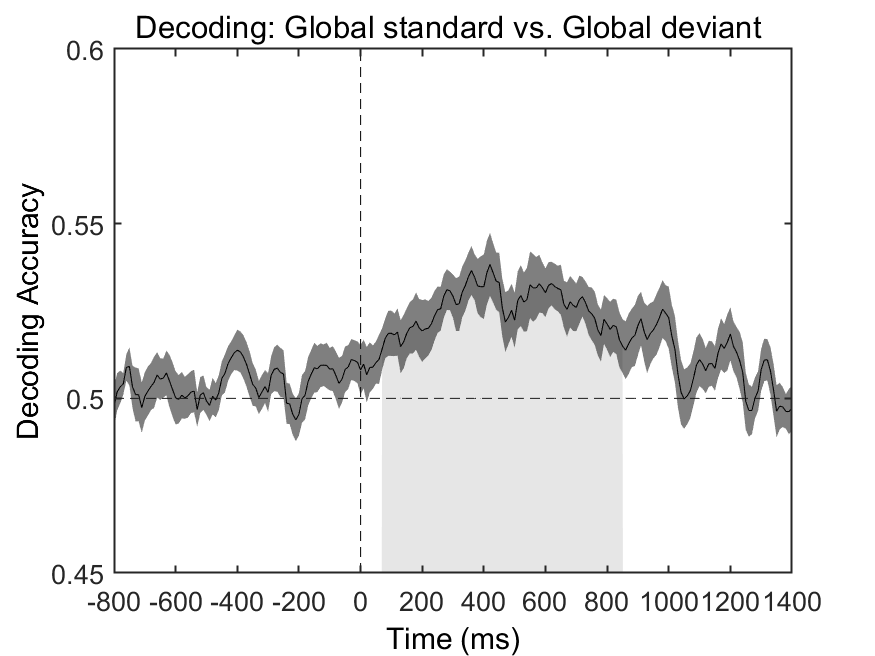 Decoding: Global standard vs. Global deviant
0.6
0.55
0.5
0.45
Decoding Accuracy
-800 -600 -400 -200 0 200 400 600 800 1000 1200 1400
Time (ms)